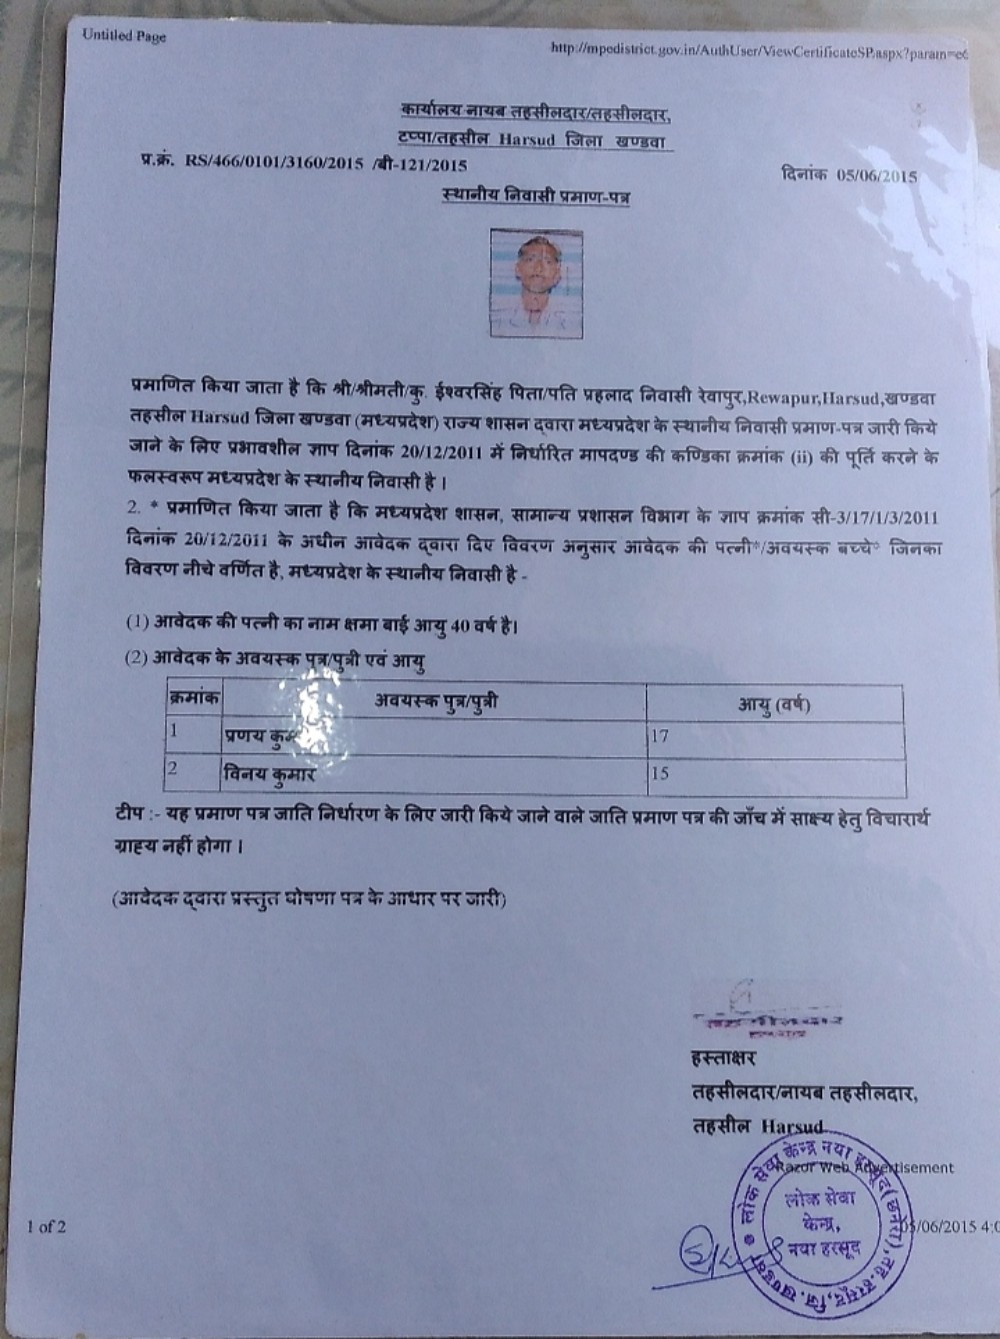 Untitled Page
http://mpedistrict.gov.in/AuthUser/ViewCertificateSP.aspx?param=ed
कार्यालय नायब तहसीलदार/तहसीलदार,
टप्पा/तहसील Harsud जिला खण्डवा
प्र.क्रं. RS/466/0101/3160/2015 /बी-121/2015
दिनांक 05/06/2015
स्थानीय निवासी प्रमाण-पत्र
प्रमाणित किया जाता है कि श्री/श्रीमती/कु. ईश्वरसिंह पिता/पति प्रहलाद निवासी रेवापुर,Rewapur,Harsud,खण्डवा
तहसील Harsud जिला खण्डवा (मध्यप्रदेश) राज्य शासन द्वारा मध्यप्रदेश के स्थानीय निवासी प्रमाण-पत्र जारी किये
जाने के लिए प्रभावशील ज्ञाप दिनांक 20/12/2011 में निर्धारित मापदण्ड की कण्डिका क्रमांक (ii) की पूर्ति करने के
फलस्वरूप मध्यप्रदेश के स्थानीय निवासी है।
2. * प्रमाणित किया जाता है कि मध्यप्रदेश शासन, सामान्य प्रशासन विभाग के ज्ञाप क्रमांक सी-3/17/1/3/2011
दिनांक 20/12/2011 के अधीन आवेदक द्वारा दिए विवरण अनुसार आवेदक की पत्नी*/अवयस्क बच्चे* जिनका
विवरण नीचे वर्णित है, मध्यप्रदेश के स्थानीय निवासी है -
(1) आवेदक की पत्नी का नाम क्षमा बाई आयु 40 वर्ष है।
(2) आवेदक के अवयस्क पुत्र/पुत्री एवं आयु
क्रमांक अवयस्क पुत्र/पुत्री आयु (वर्ष)
1 प्रणय 17
2 विनय कुमार 15
टीप :- यह प्रमाण पत्र जाति निर्धारण के लिए जारी किये जाने वाले जाति प्रमाण पत्र की जाँच में साक्ष्य हेतु विचारार्थ
ग्राह्य नहीं होगा।
(आवेदक द्वारा प्रस्तुत घोषणा पत्र के आधार पर जारी)
तहसीलदार
हस्ताक्षर
तहसीलदार/नायब तहसीलदार,
तहसील Harsud
Razor Web Advertisement
लोक सेवा केन्द्र नया हरसूद(छनेरा),तह.हरसूद,जि.खण्डवा
लोक सेवा
केन्द्र,
नया हरसूद
1 of 2
05/06/2015 4:0